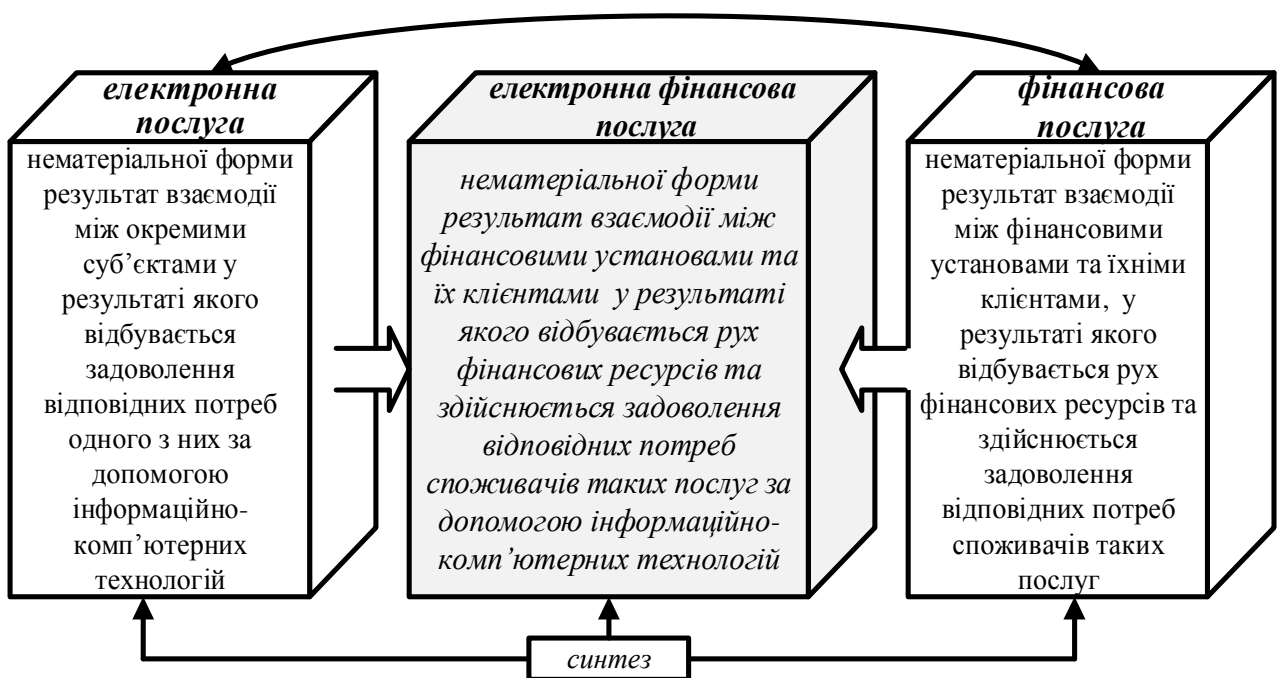 електронна
послуга
нематеріальної форми
результат взаємодії
між окремими
суб’єктами у
результаті якого
відбувається
задоволення
відповідних потреб
одного з них за
допомогою
інформаційно-
комп’ютерних
технологій
електронна фінансова
послуга
нематеріальної форми
результат взаємодії між
фінансовими установами та
їх клієнтами у результаті
якого відбувається рух
фінансових ресурсів та
здійснюється задоволення
відповідних потреб
споживачів таких послуг за
допомогою інформаційно-
комп’ютерних технологій
фінансова
послуга
нематеріальної форми
результат взаємодії
між фінансовими
установами та їхніми
клієнтами, у
результаті якого
відбувається рух
фінансових ресурсів та
здійснюється
задоволення
відповідних потреб
споживачів таких
послуг
синтез